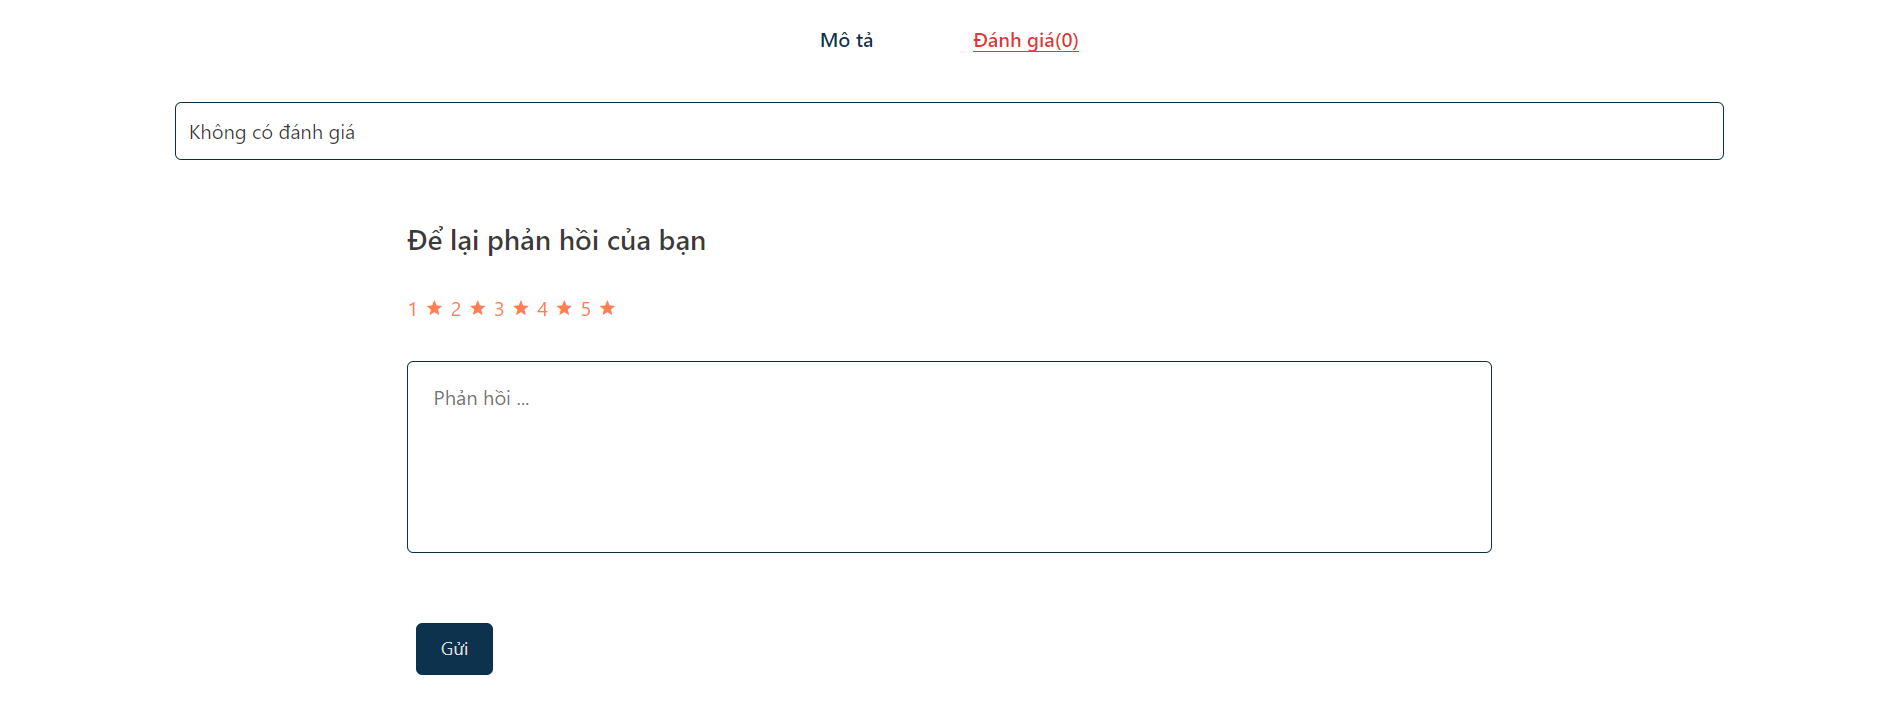 Mô tả Đánh giá(0)
Không có đánh giá
Để lại phản hồi của bạn
1 ★ 2 ★ 3 ★ 4 ★ 5 ★
Phản hồi ...
Gửi